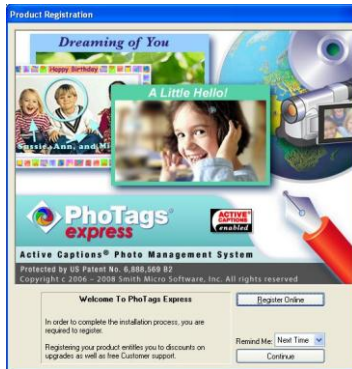 Product Registration
Dreaming of You
Happy Birthday
A Little Hello!
Sussie, Ann, and Mi
PhoTags®
express
ACTIVE
CAPTIONS
enabled
Active Captions® Photo Management System
Protected by US Patent No. 6,888,569 B2
Copyright c 2006 – 2008 Smith Micro Software, Inc. All rights reserved
Welcome To PhoTags Express
Register Online
In order to complete the installation process, you are
required to register.
Registering your product entitles you to discounts on
upgrades as well as free Customer support.
Remind Me: Next Time
Continue